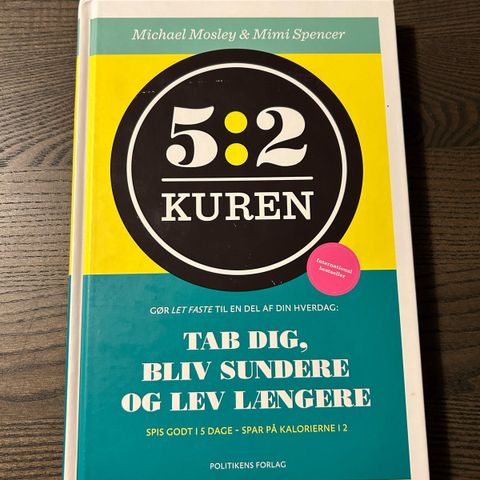 Michael Mosley & Mimi Spencer
5:2
KUREN
International
bestseller
GØR LET FASTE TIL EN DEL AF DIN HVERDAG:
TAB DIG,
BLIV SUNDERE
OG LEV LÆNGERE
SPIS GODT I 5 DAGE - SPAR PÅ KALORIERNE I 2
POLITIKENS FORLAG